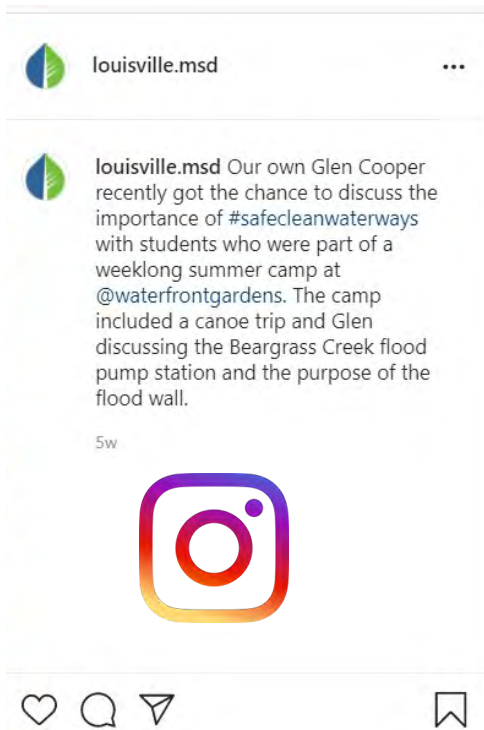 louisville.msd
louisville.msd Our own Glen Cooper
recently got the chance to discuss the
importance of #safecleanwaterways
with students who were part of a
weeklong summer camp at
@waterfrontgardens. The camp
included a canoe trip and Glen
discussing the Beargrass Creek flood
pump station and the purpose of the
flood wall.
5w